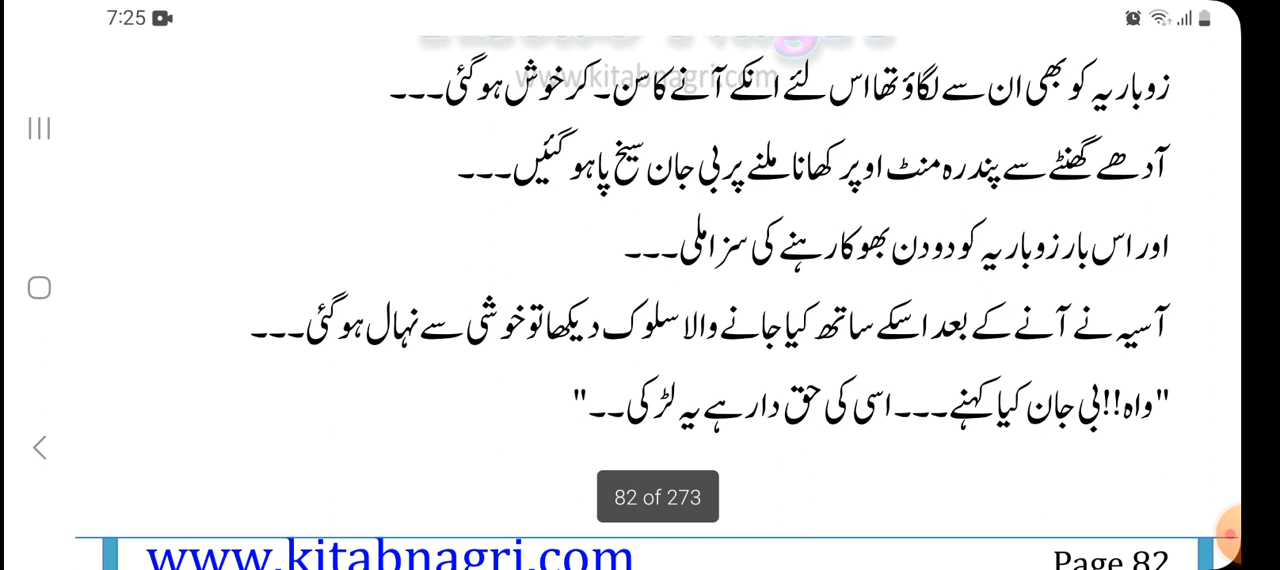 7:25
www.kitabnagri.com
زوباریہ کو بھی ان سے لگاؤ تھا اس لئے انکے آنے کا سن۔ کر خوش ہو گئی۔۔۔
آدھے گھنٹے سے پندرہ منٹ اوپر کھانا ملنے پر بی جان سیخ پا ہو گئیں۔۔۔
اور اس بار زوباریہ کو دو دن بھوکا رہنے کی سزا ملی۔۔۔
آسیہ نے آنے کے بعد اسکے ساتھ کیا جانے والا سلوک دیکھا تو خوشی سے نہال ہو گئی۔۔۔
"واہ!! بی جان کیا کہنے۔۔۔ اسی کی حق دار ہے یہ لڑکی۔۔"
82 of 273
www.kitabnagri.com Page 82